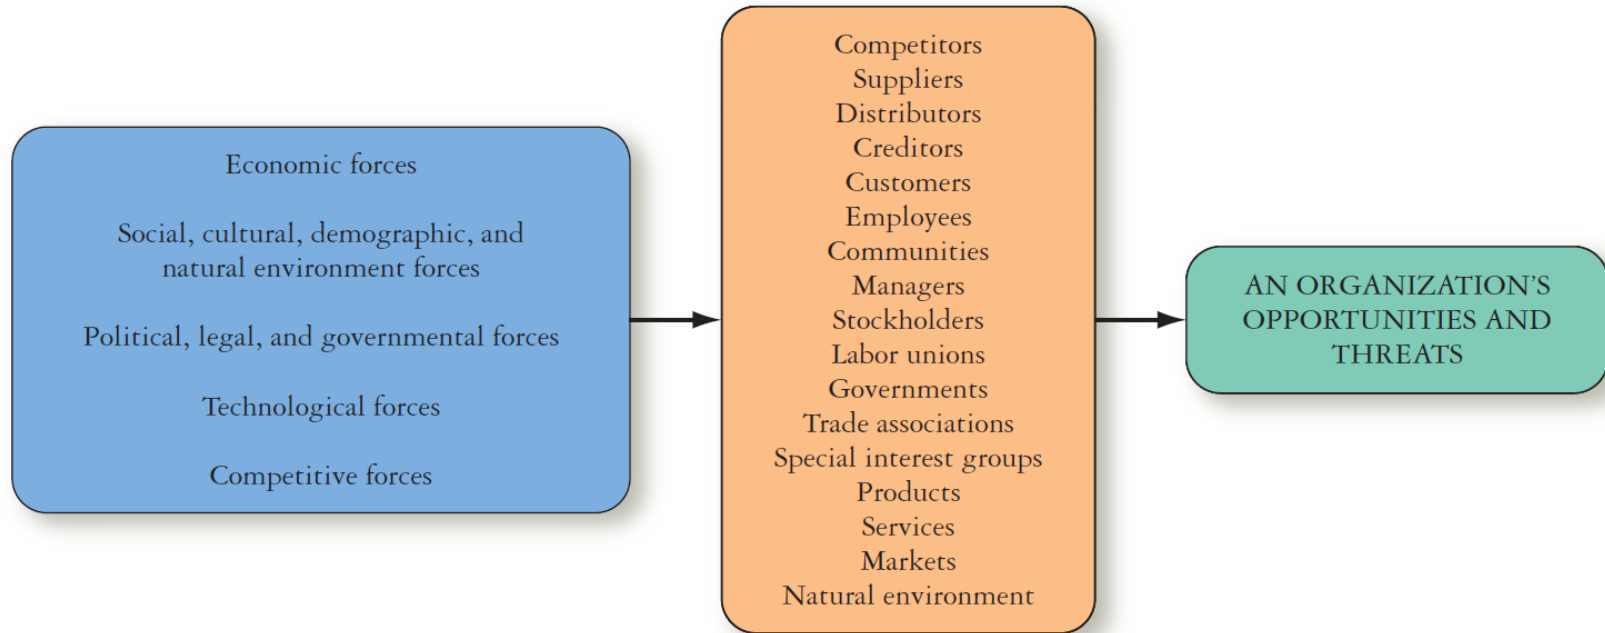 Economic forces
Social, cultural, demographic, and
natural environment forces
Political, legal, and governmental forces
Technological forces
Competitive forces
Competitors
Suppliers
Distributors
Creditors
Customers
Employees
Communities
Managers
Stockholders
Labor unions
Governments
Trade associations
Special interest groups
Products
Services
Markets
Natural environment
AN ORGANIZATION’S
OPPORTUNITIES AND
THREATS